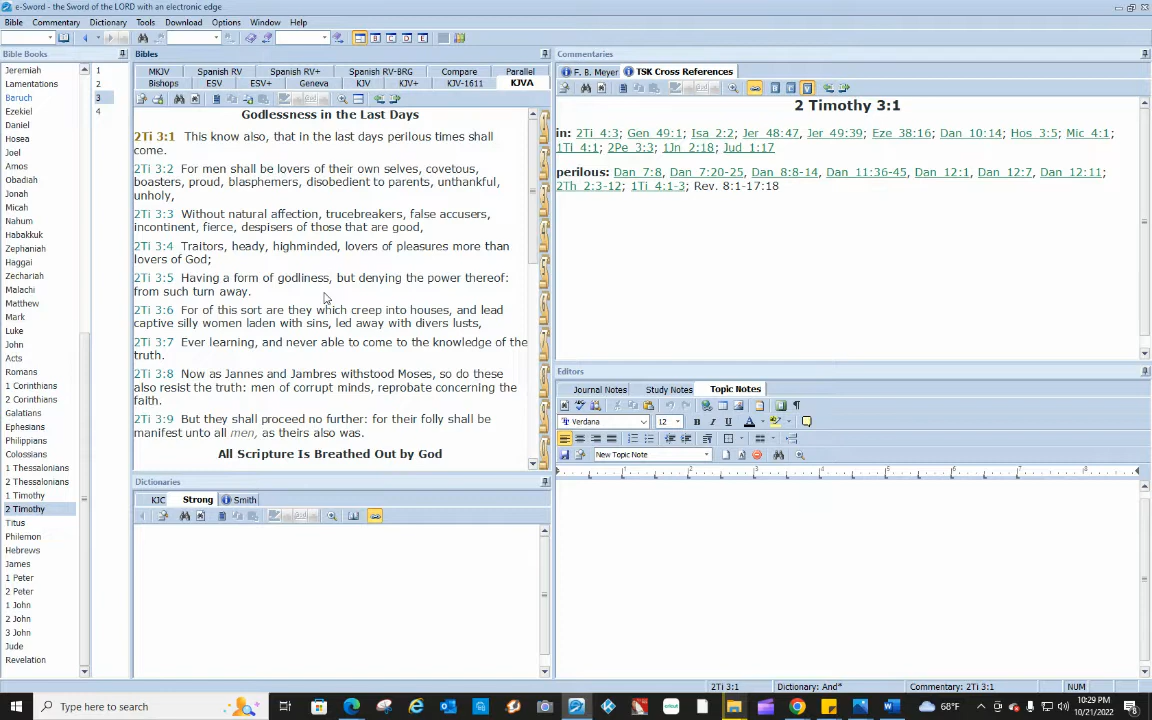 e-Sword - the Sword of the LORD with an electronic edge
Bible Commentary Dictionary Tools Download Options Window Help
Bible Books
Jeremiah
Lamentations
Baruch
Ezekiel
Daniel
Hosea
Joel
Amos
Obadiah
Jonah
Micah
Nahum
Habakkuk
Zephaniah
Haggai
Zechariah
Malachi
Matthew
Mark
Luke
John
Acts
Romans
1 Corinthians
2 Corinthians
Galatians
Ephesians
Philippians
Colossians
1 Thessalonians
2 Thessalonians
1 Timothy
2 Timothy
Titus
Philemon
Hebrews
James
1 Peter
2 Peter
1 John
2 John
3 John
Jude
Revelation
1
2
3
4
Bibles
MKJV Spanish RV Spanish RV+ Spanish RV-BRG Compare Parallel
Bishops ESV ESV+ Geneva KJV KJV+ KJV-1611 KJVA
Godlessness in the Last Days
2Ti 3:1 This know also, that in the last days perilous times shall
come.
2Ti 3:2 For men shall be lovers of their own selves, covetous,
boasters, proud, blasphemers, disobedient to parents, unthankful,
unholy,
2Ti 3:3 Without natural affection, trucebreakers, false accusers,
incontinent, fierce, despisers of those that are good,
2Ti 3:4 Traitors, heady, highminded, lovers of pleasures more than
lovers of God;
2Ti 3:5 Having a form of godliness, but denying the power thereof:
from such turn away.
2Ti 3:6 For of this sort are they which creep into houses, and lead
captive silly women laden with sins, led away with divers lusts,
2Ti 3:7 Ever learning, and never able to come to the knowledge of the
truth.
2Ti 3:8 Now as Jannes and Jambres withstood Moses, so do these
also resist the truth: men of corrupt minds, reprobate concerning the
faith.
2Ti 3:9 But they shall proceed no further: for their folly shall be
manifest unto all men, as theirs also was.
All Scripture Is Breathed Out by God
Dictionaries
KJC Strong Smith
Commentaries
F. B. Meyer TSK Cross References
2 Timothy 3:1
in: 2Ti 4:3; Gen 49:1; Isa 2:2; Jer 48:47, Jer 49:39; Eze 38:16; Dan 10:14; Hos 3:5; Mic 4:1;
1Ti 4:1; 2Pe 3:3; 1Jn 2:18; Jud 1:17
perilous: Dan 7:8, Dan 7:20-25, Dan 8:8-14, Dan 11:36-45, Dan 12:1, Dan 12:7, Dan 12:11;
2Th 2:3-12; 1Ti 4:1-3; Rev. 8:1-17:18
Editors
Journal Notes Study Notes Topic Notes
Verdana 12 B I U A
New Topic Note
1 2 3 4 5 6 7 8
2Ti 3:1 Dictionary: And* Commentary: 2Ti 3:1 NUM
Type here to search
68°F
10:29 PM
10/21/2022